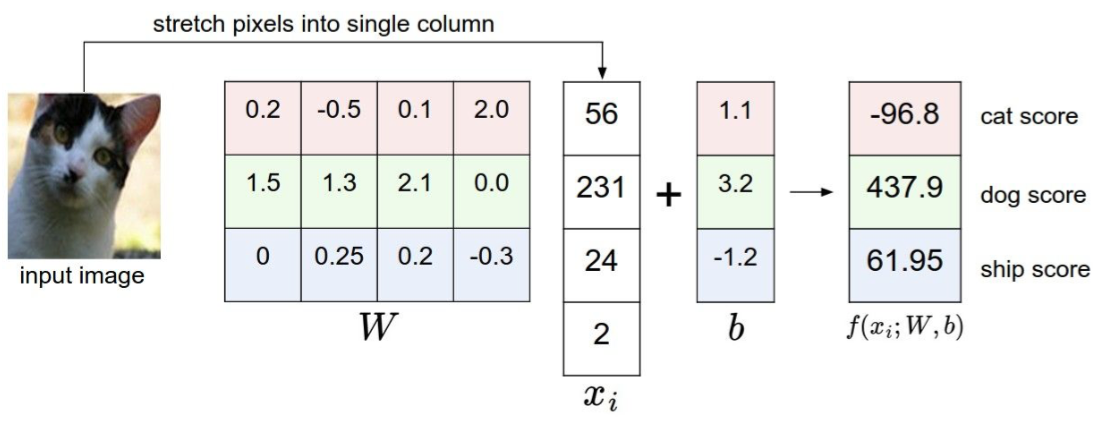 stretch pixels into single column
0.2 -0.5 0.1 2.0 56 1.1 -96.8 cat score
1.5 1.3 2.1 0.0 231 + 3.2 → 437.9 dog score
0 0.25 0.2 -0.3 24 -1.2 61.95 ship score
input image
2
W b f(xᵢ; W, b)
xᵢ